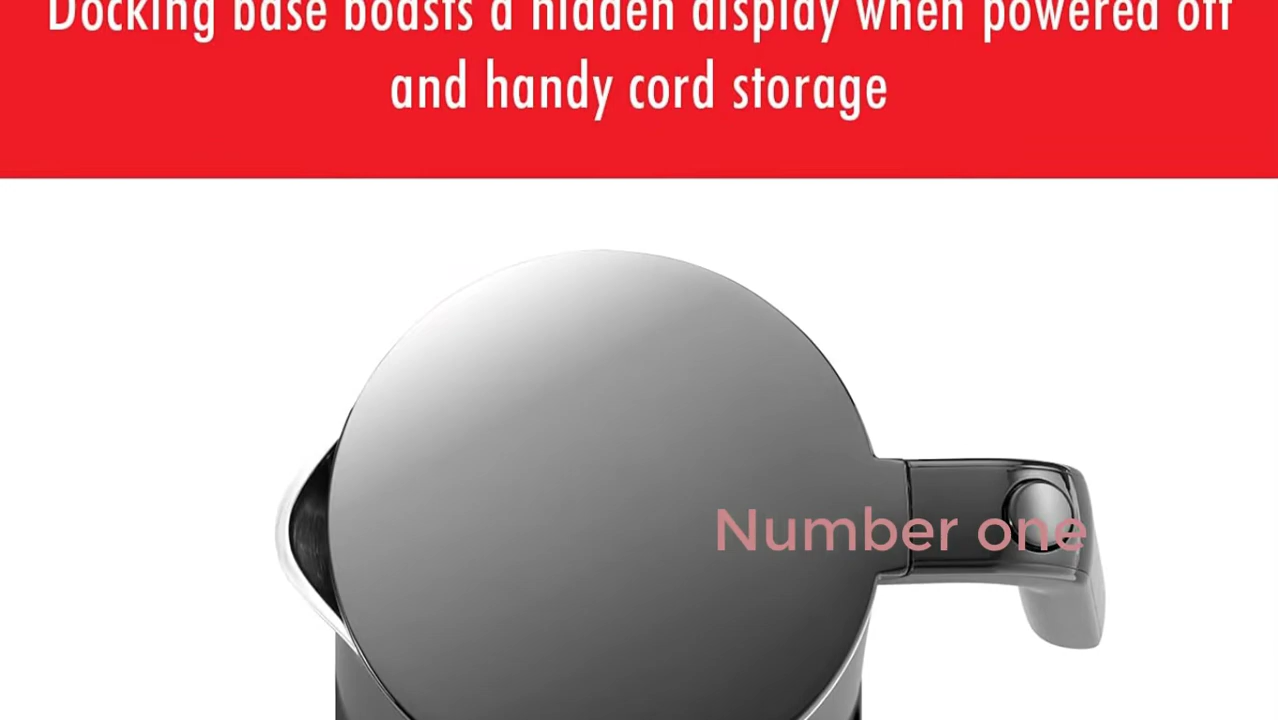 Docking base boasts a hidden display when powered off
and handy cord storage
Number one